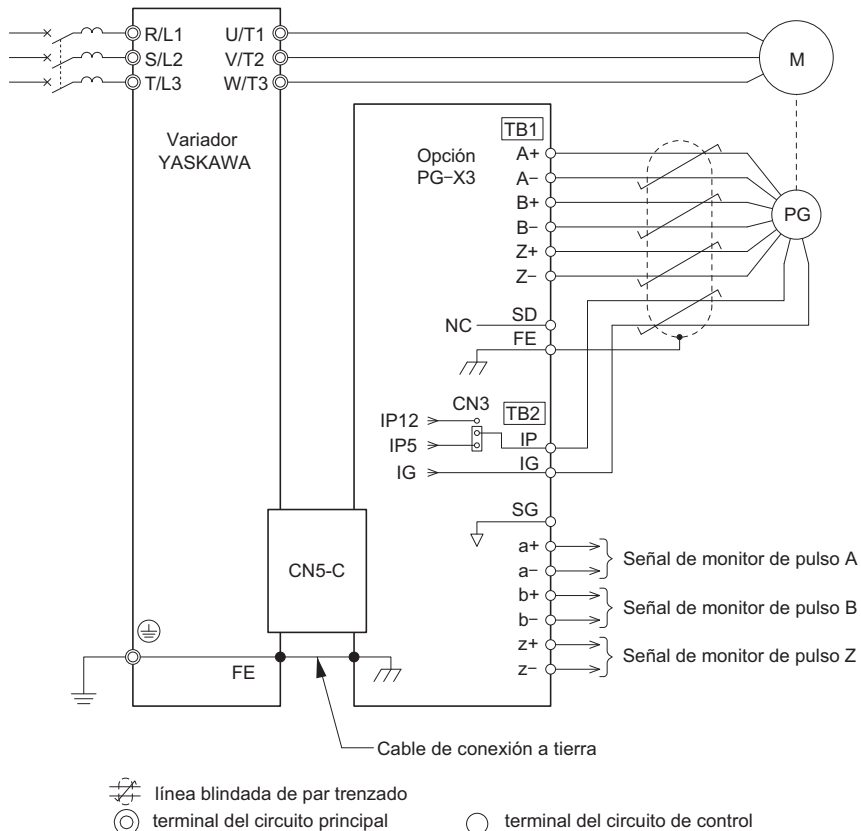 R/L1 U/T1
S/L2 V/T2
T/L3 W/T3
M
Variador
YASKAWA
Opción
PG−X3
TB1
A+
A−
B+
B−
Z+
Z−
PG
NC SD
FE
CN3
TB2
IP12
IP5
IP
IG
IG
SG
CN5-C
a+
a−
Señal de monitor de pulso A
b+
b−
Señal de monitor de pulso B
z+
z−
Señal de monitor de pulso Z
FE
Cable de conexión a tierra
línea blindada de par trenzado
terminal del circuito principal
terminal del circuito de control